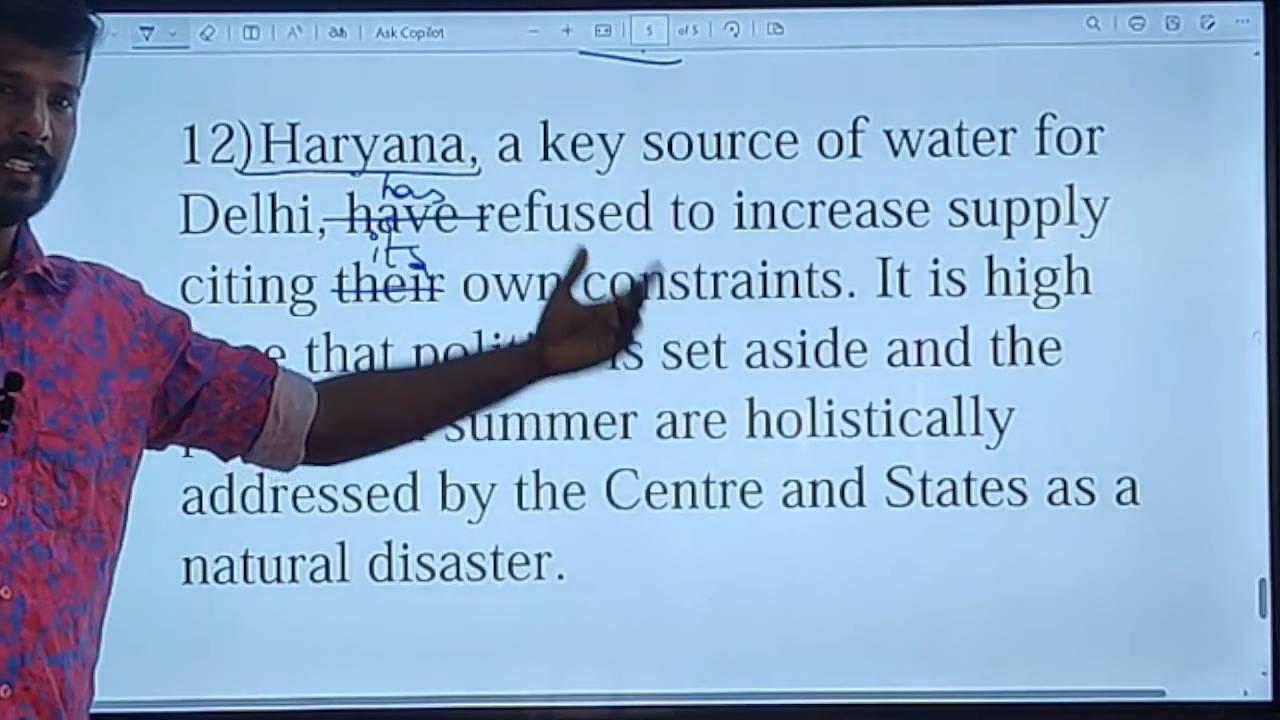 Ask Copilot
5 of 5
12) Haryana, a key source of water for
has
Delhi, have refused to increase supply
its
citing their own constraints. It is high
that is set aside and the
summer are holistically
addressed by the Centre and States as a
natural disaster.